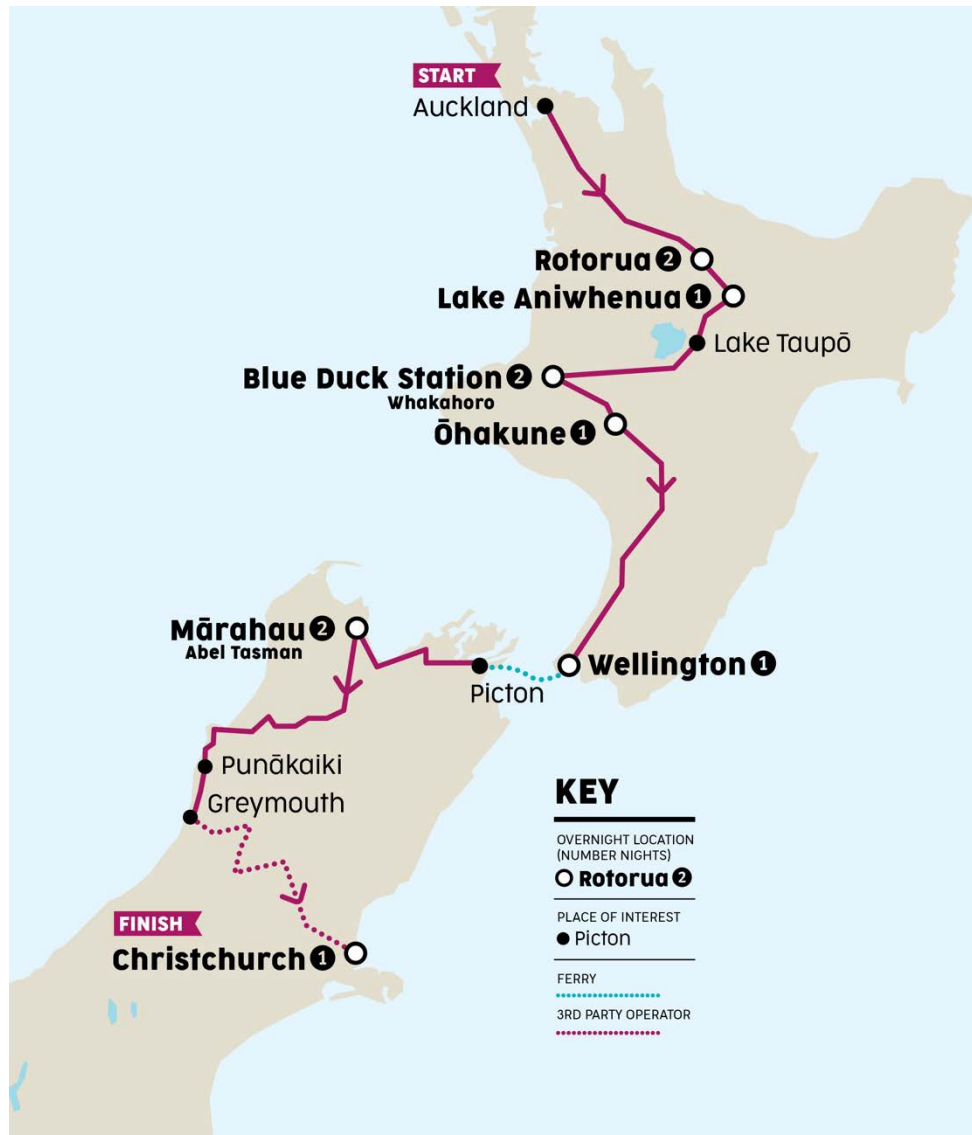 START
Auckland
Rotorua 2
Lake Aniwhenua 1
Lake Taupō
Blue Duck Station 2
Whakahoro
Ōhakune 1
Mārahau 2
Abel Tasman
Wellington 1
Picton
Punākaiki
Greymouth
FINISH
Christchurch 1
KEY
OVERNIGHT LOCATION
(NUMBER NIGHTS)
Rotorua 2
PLACE OF INTEREST
Picton
FERRY
3RD PARTY OPERATOR